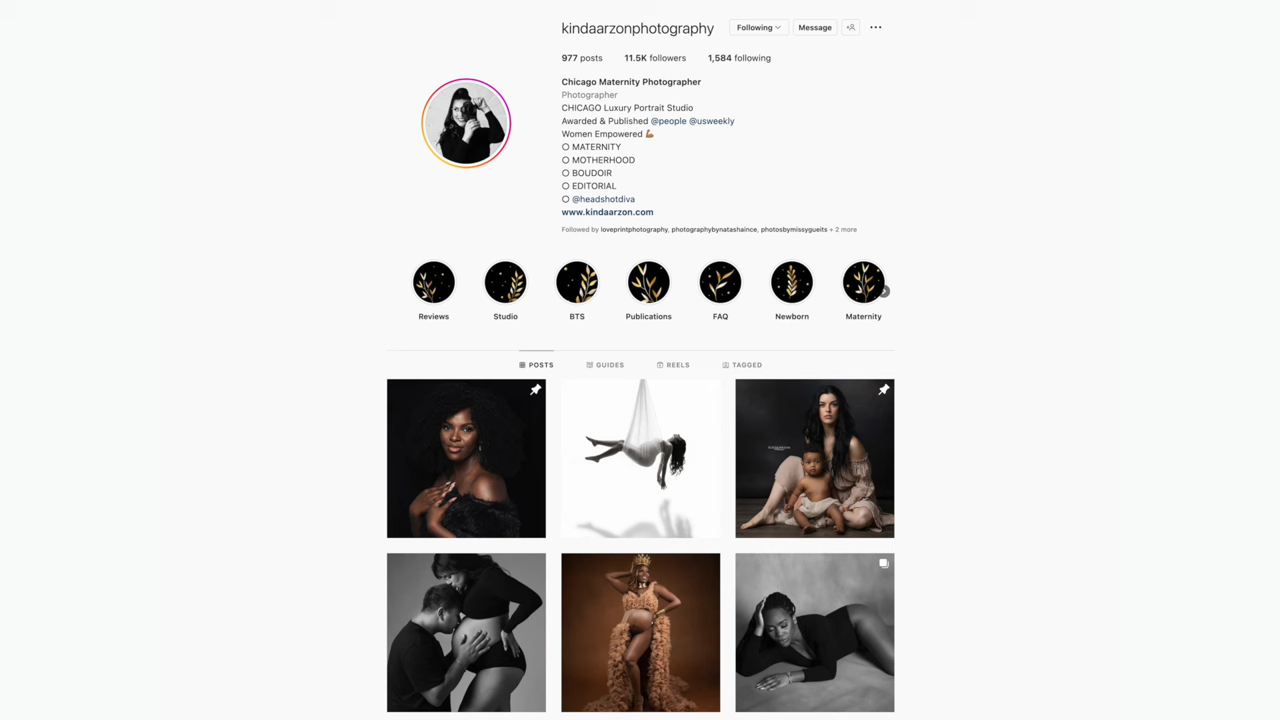 kindaarzonphotography Following Message
977 posts 11.5K followers 1,584 following
Chicago Maternity Photographer
Photographer
CHICAGO Luxury Portrait Studio
Awarded & Published @people @usweekly
Women Empowered 💪🏽
○ MATERNITY
○ MOTHERHOOD
○ BOUDOIR
○ EDITORIAL
○ @headshotdiva
www.kindaarzon.com
Followed by loveprintphotography, photographybynatashaince, photosbymissygueits + 2 more
Reviews Studio BTS Publications FAQ Newborn Maternity
POSTS GUIDES REELS TAGGED